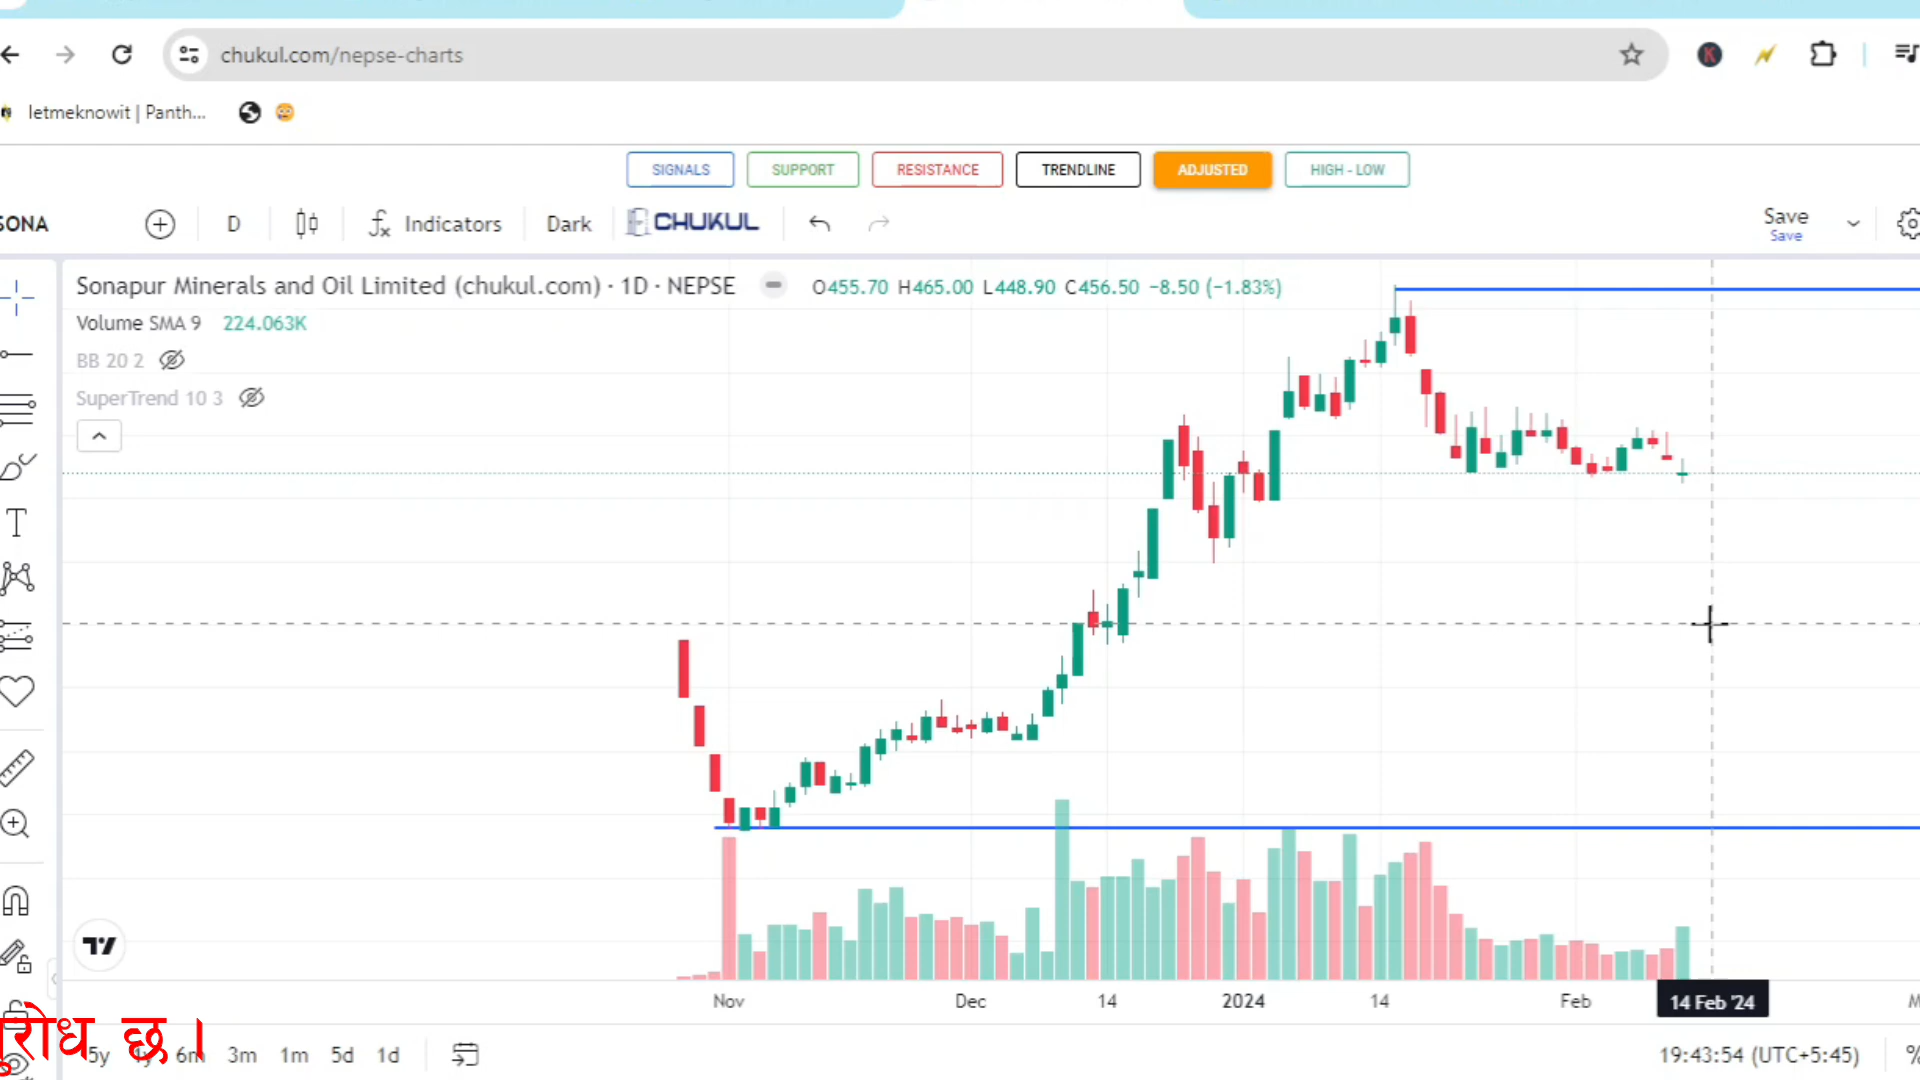 chukul.com/nepse-charts
letmeknowit | Panth...
SIGNALS SUPPORT RESISTANCE TRENDLINE ADJUSTED HIGH - LOW
SONA D Indicators Dark CHUKUL Save
Save
Sonapur Minerals and Oil Limited (chukul.com) · 1D · NEPSE O455.70 H465.00 L448.90 C456.50 −8.50 (−1.83%)
Volume SMA 9 224.063K
BB 20 2
SuperTrend 10 3
Nov Dec 14 2024 14 Feb 14 Feb '24
छ ।
5y 1y 6m 3m 1m 5d 1d 19:43:54 (UTC+5:45) %